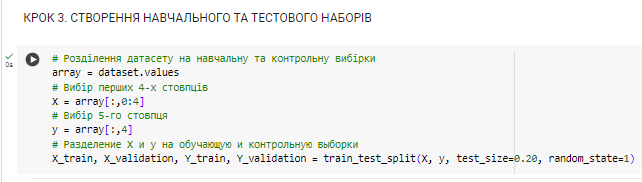 КРОК 3. СТВОРЕННЯ НАВЧАЛЬНОГО ТА ТЕСТОВОГО НАБОРІВ
# Розділення датасету на навчальну та контрольну вибірки
array = dataset.values
# Вибір перших 4-х стовпців
X = array[:,0:4]
# Вибір 5-го стовпця
y = array[:,4]
# Разделение X и y на обучающую и контрольную выборки
X_train, X_validation, Y_train, Y_validation = train_test_split(X, y, test_size=0.20, random_state=1)
0s